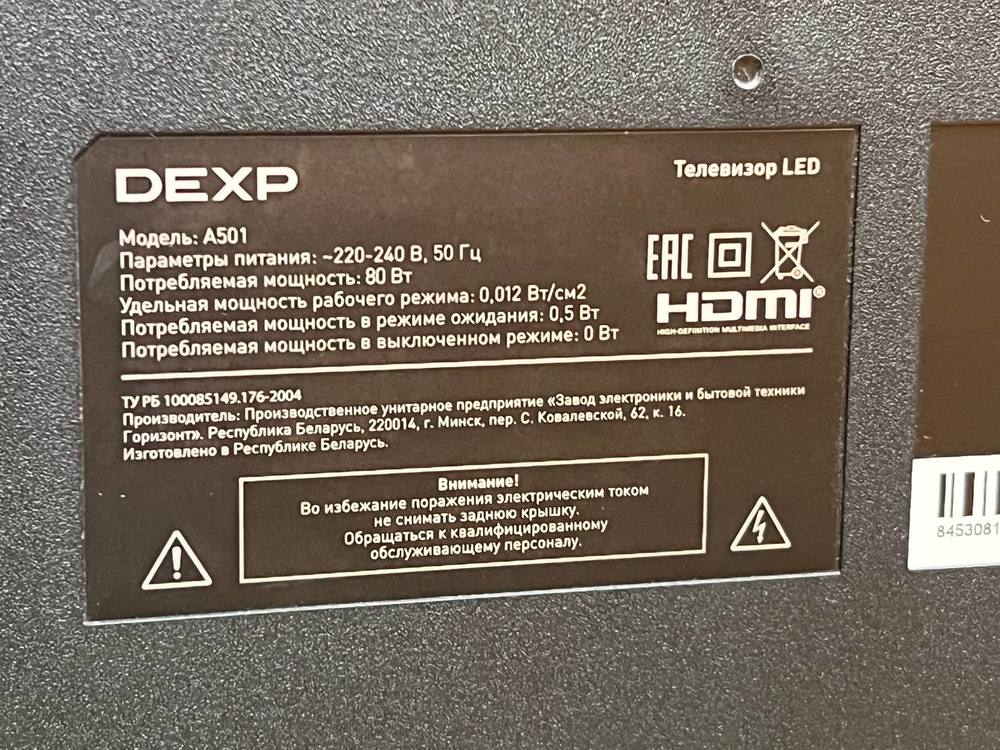 DEXP
Телевизор LED
Модель: A501
Параметры питания: ~220-240 В, 50 Гц
Потребляемая мощность: 80 Вт
Удельная мощность рабочего режима: 0,012 Вт/см2
Потребляемая мощность в режиме ожидания: 0,5 Вт
Потребляемая мощность в выключенном режиме: 0 Вт
EAC
HDMI®
HIGH-DEFINITION MULTIMEDIA INTERFACE
ТУ РБ 100085149.176-2004
Производитель: Производственное унитарное предприятие «Завод электроники и бытовой техники
Горизонт». Республика Беларусь, 220014, г. Минск, пер. С. Ковалевской, 62, к. 16.
Изготовлено в Республике Беларусь.
Внимание!
Во избежание поражения электрическим током
не снимать заднюю крышку.
Обращаться к квалифицированному
обслуживающему персоналу.
8453081